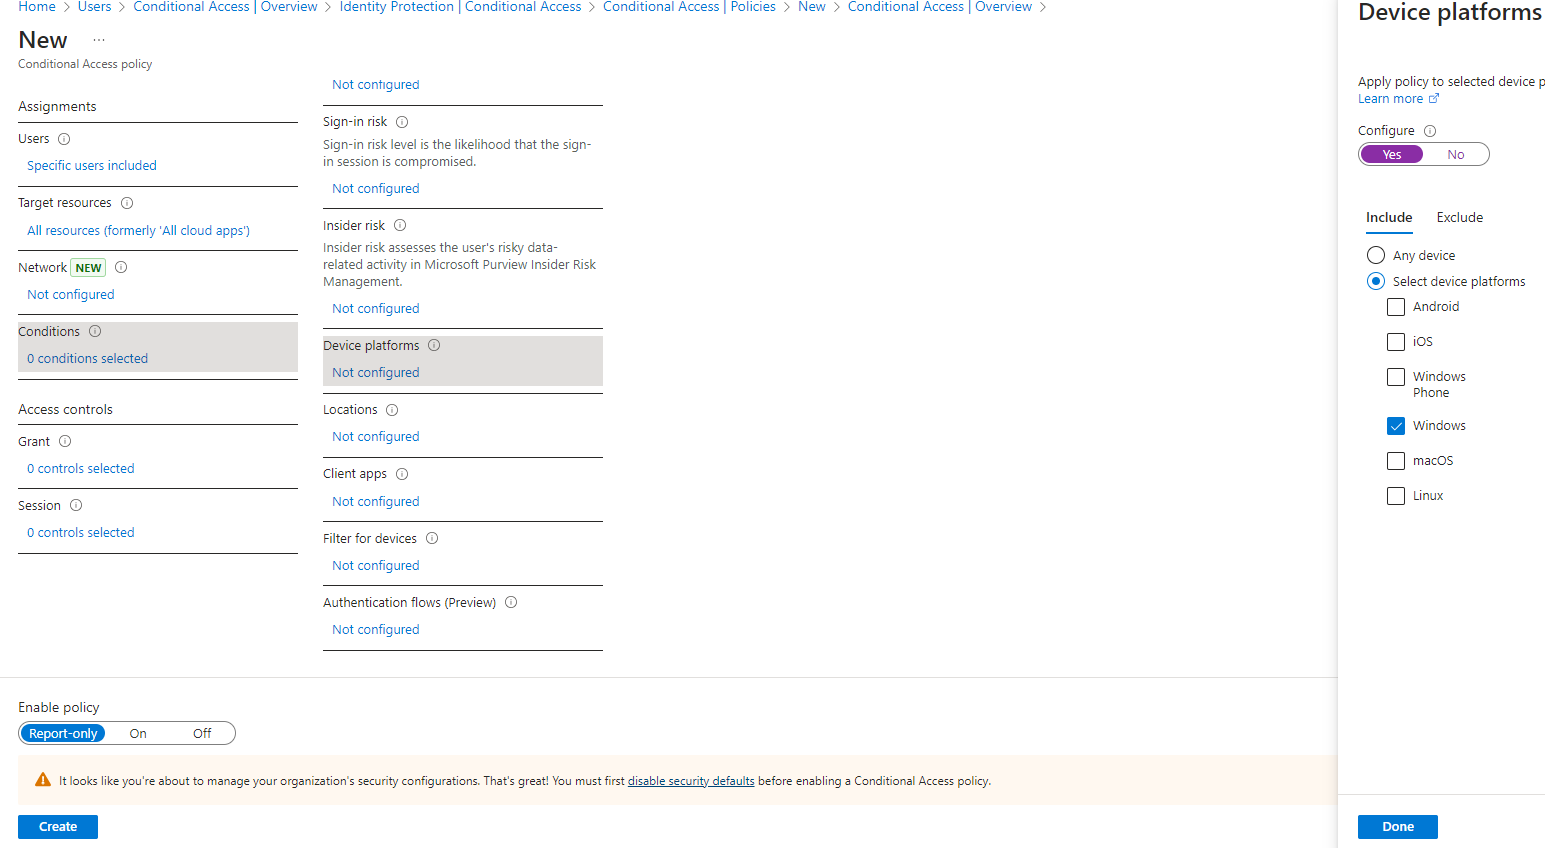 Home > Users > Conditional Access | Overview > Identity Protection | Conditional Access > Conditional Access | Policies > New > Conditional Access | Overview >
New ...
Conditional Access policy
Assignments
Users
Specific users included
Target resources
All resources (formerly 'All cloud apps')
Network NEW
Not configured
Conditions
0 conditions selected
Access controls
Grant
0 controls selected
Session
0 controls selected
Not configured
Sign-in risk
Sign-in risk level is the likelihood that the sign-
in session is compromised.
Not configured
Insider risk
Insider risk assesses the user's risky data-
related activity in Microsoft Purview Insider Risk
Management.
Not configured
Device platforms
Not configured
Locations
Not configured
Client apps
Not configured
Filter for devices
Not configured
Authentication flows (Preview)
Not configured
Enable policy
Report-only On Off
It looks like you're about to manage your organization's security configurations. That's great! You must first disable security defaults before enabling a Conditional Access policy.
Create
Device platforms
Apply policy to selected device p
Learn more
Configure
Yes No
Include Exclude
Any device
Select device platforms
Android
iOS
Windows
Phone
Windows
macOS
Linux
Done